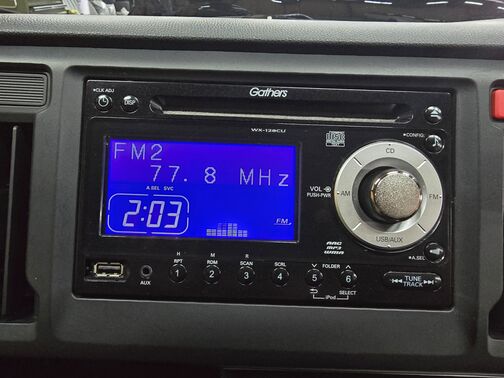 Gathers
CLK ADJ
DISP
WX-128CU
CONFIG.
FM2
77.8 MHz
A.SEL SVC
2:03
FM
VOL
PUSH-PWR
CD
AM
FM
USB/AUX
AAC
MP3
WMA
A.SEL
AUX
H
RPT
1
M
RDM
2
R
SCAN
3
SCRL
4
FOLDER
5
6
iPod
SELECT
TUNE
TRACK